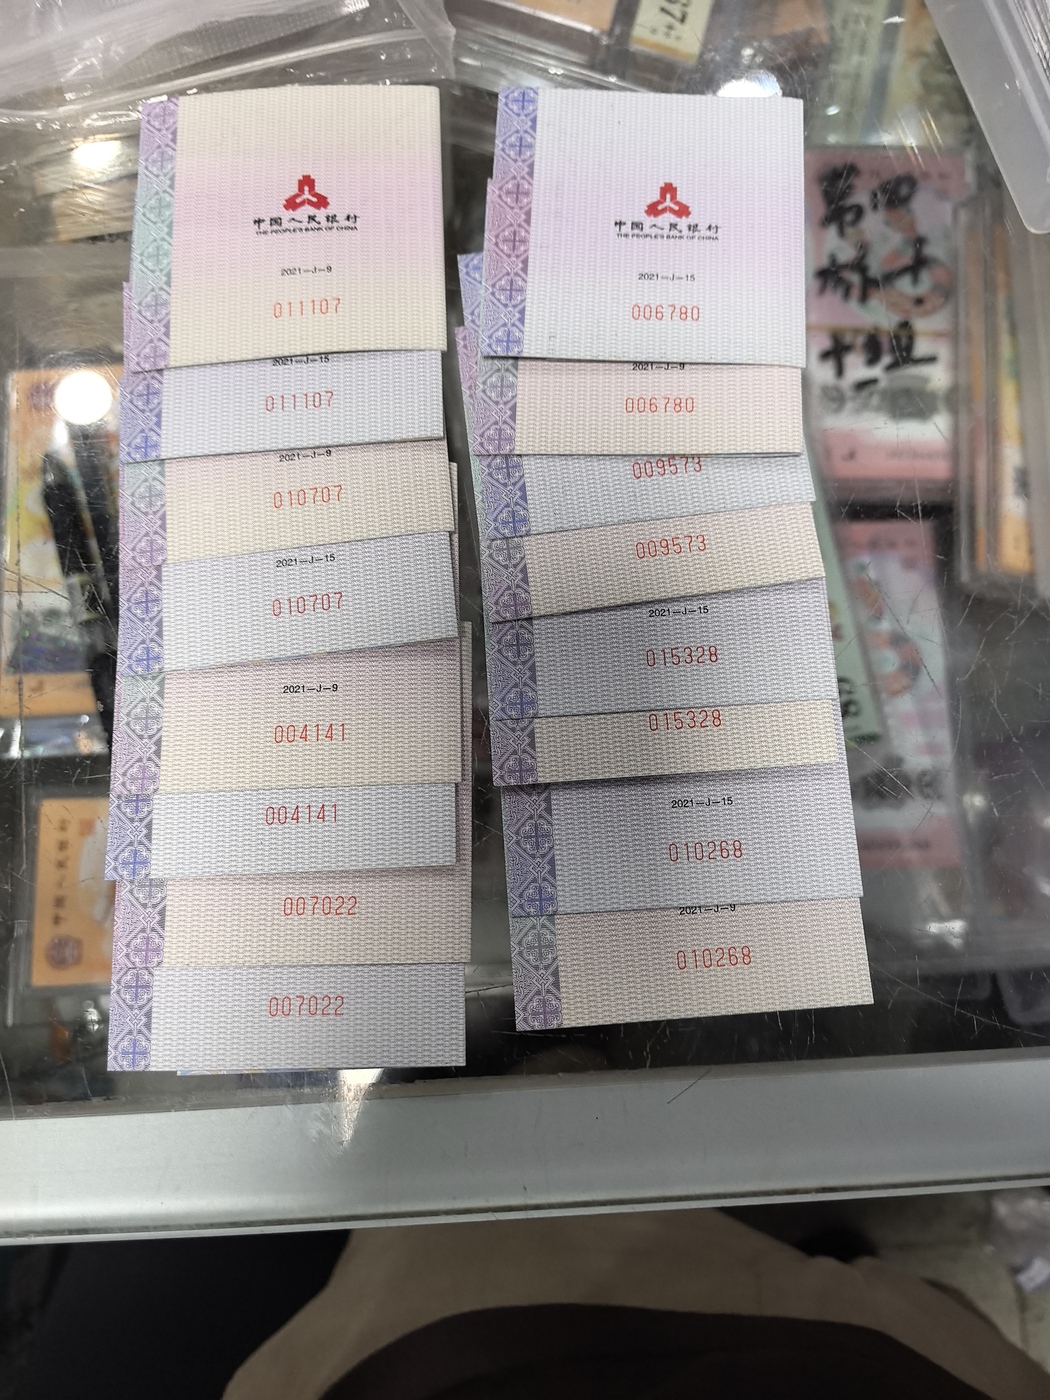 中国人民银行
THE PEOPLE'S BANK OF CHINA
2021—J—9
011107
2021—J—15
011107
2021—J—9
010707
2021—J—15
010707
2021—J—9
004141
004141
007022
007022
中国人民银行
THE PEOPLE'S BANK OF CHINA
2021—J—15
006780
2021—J—9
006780
009573
009573
2021—J—15
015328
015328
2021—J—15
010268
2021—J—9
010268